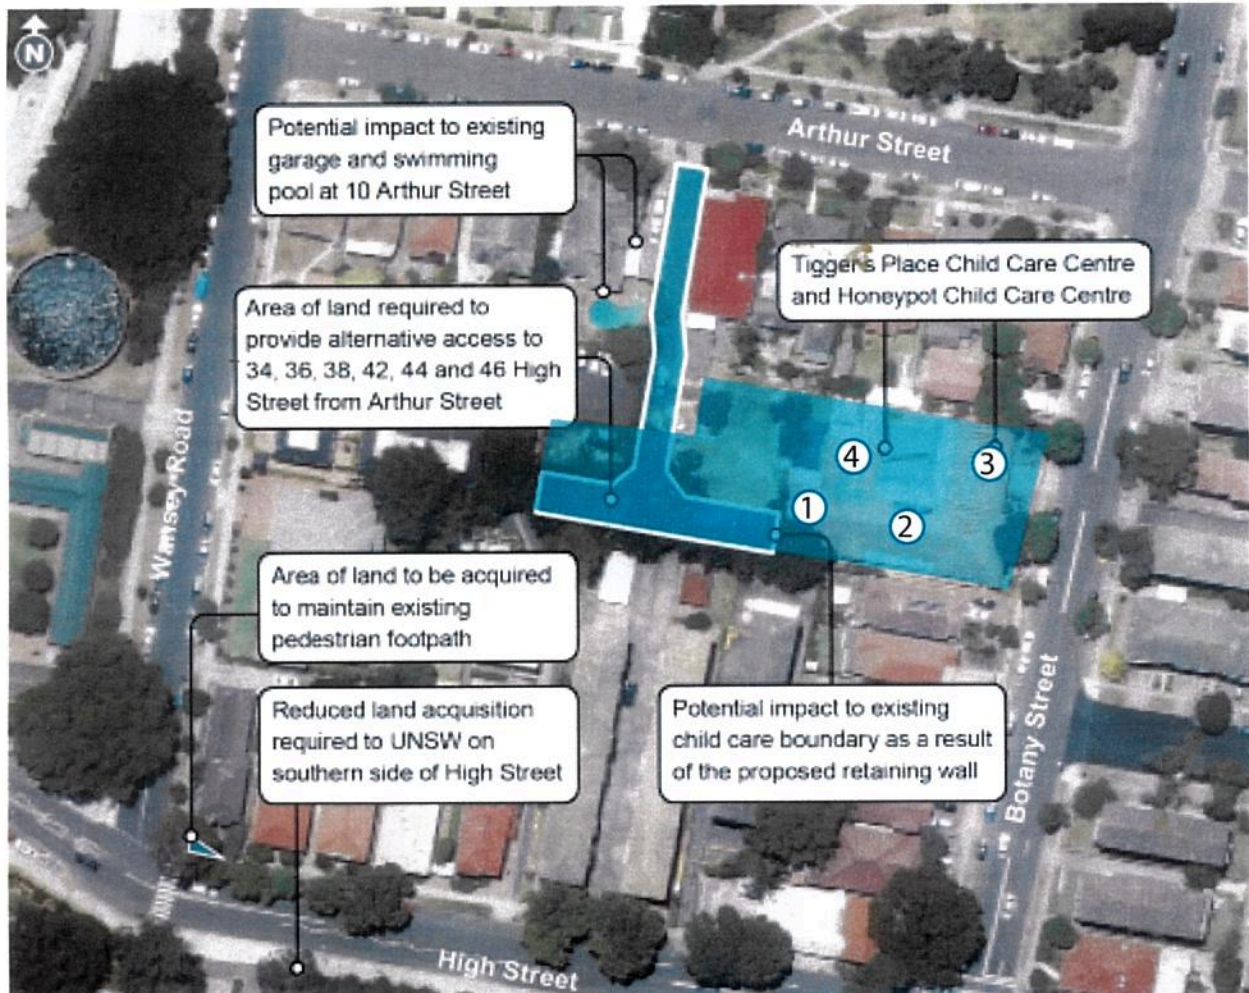 N
Arthur Street
Potential impact to existing
garage and swimming
pool at 10 Arthur Street
Tigger's Place Child Care Centre
and Honeypot Child Care Centre
Area of land required to
provide alternative access to
34, 36, 38, 42, 44 and 46 High
Street from Arthur Street
Wansey Road
4
3
1
2
Area of land to be acquired
to maintain existing
pedestrian footpath
Reduced land acquisition
required to UNSW on
southern side of High Street
Potential impact to existing
child care boundary as a result
of the proposed retaining wall
Botany Street
High Street